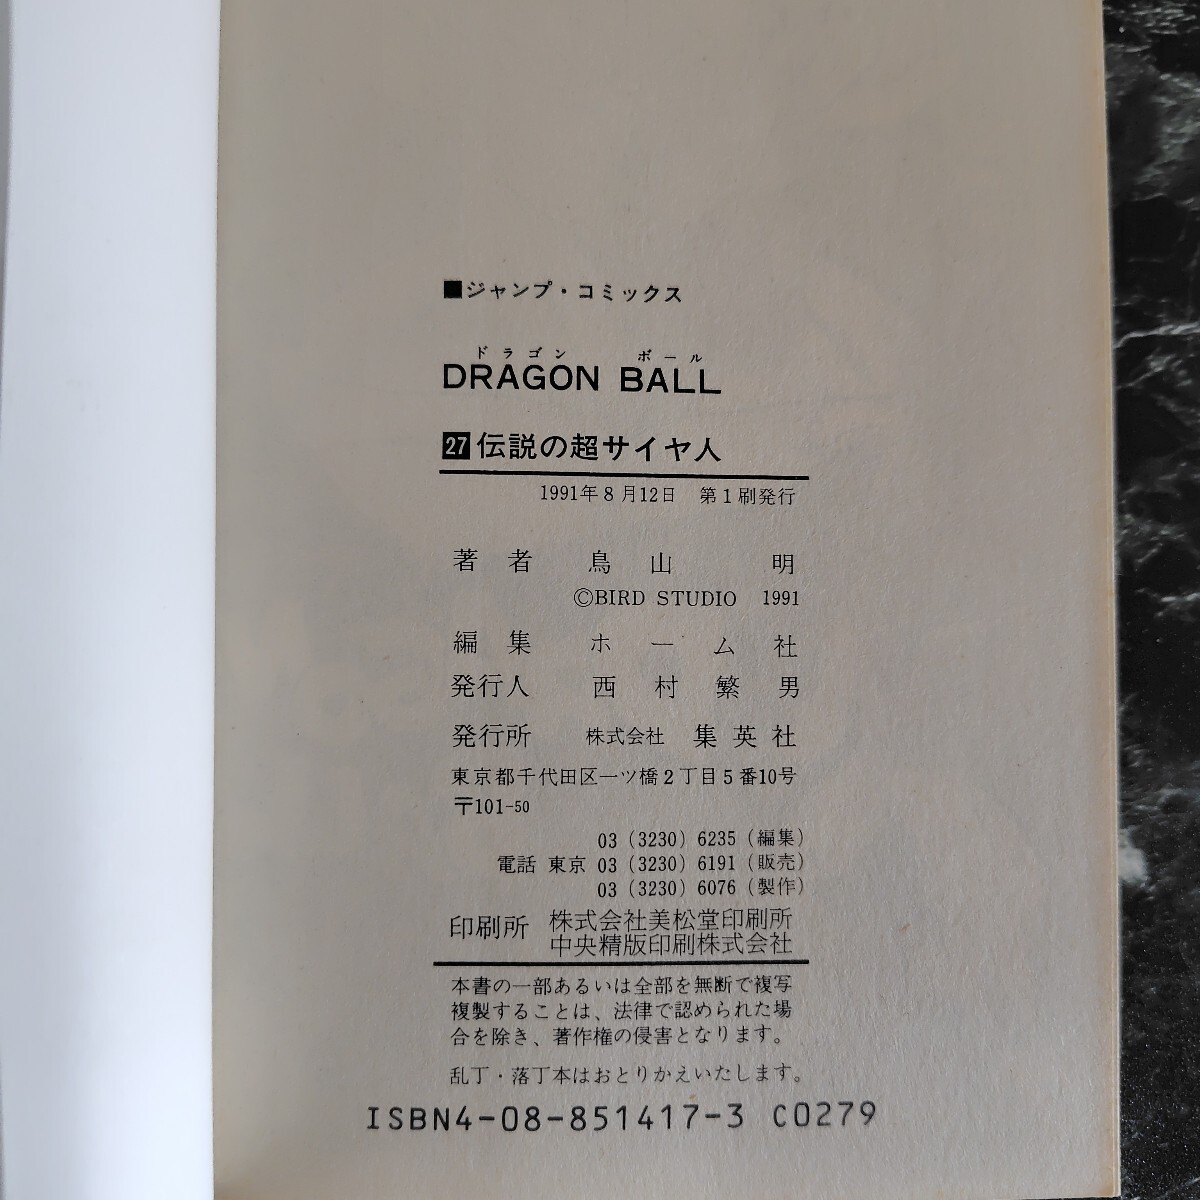 ■ジャンプ・コミックス
ドラゴン ボール
DRAGON BALL
27 伝説の超サイヤ人
1991年8月12日 第1刷発行
著者 鳥山 明
©BIRD STUDIO 1991
編集 ホーム社
発行人 西村繁男
発行所 株式会社 集英社
東京都千代田区一ツ橋2丁目5番10号
〒101-50
03 (3230) 6235 (編集)
電話 東京 03 (3230) 6191 (販売)
03 (3230) 6076 (製作)
印刷所 株式会社美松堂印刷所
中央精版印刷株式会社
本書の一部あるいは全部を無断で複写
複製することは、法律で認められた場
合を除き、著作権の侵害となります。
乱丁・落丁本はおとりかえいたします。
ISBN4-08-851417-3 C0279